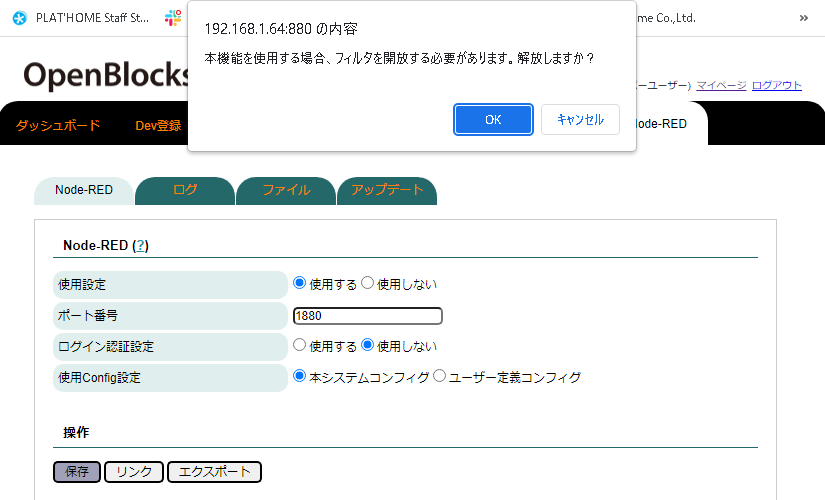 PLAT'HOME Staff St...
me Co.,Ltd.
»
192.168.1.64:880 の内容
本機能を使用する場合、フィルタを開放する必要があります。解放しますか？
OK
キャンセル
OpenBlocks
ーユーザー) マイページ ログアウト
ダッシュボード
Dev登録
Node-RED
Node-RED
ログ
ファイル
アップデート
Node-RED (?)
使用設定
使用する 使用しない
ポート番号
1880
ログイン認証設定
使用する 使用しない
使用Config設定
本システムコンフィグ ユーザー定義コンフィグ
操作
保存
リンク
エクスポート